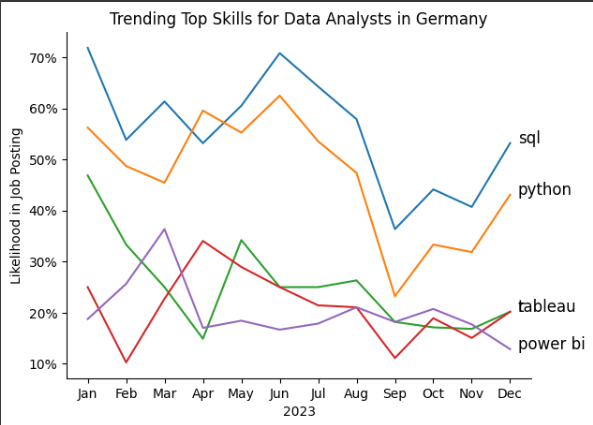 Trending Top Skills for Data Analysts in Germany
Likelihood in Job Posting
70%
60%
50%
40%
30%
20%
10%
sql
python
tableau
power bi
Jan Feb Mar Apr May Jun Jul Aug Sep Oct Nov Dec
2023